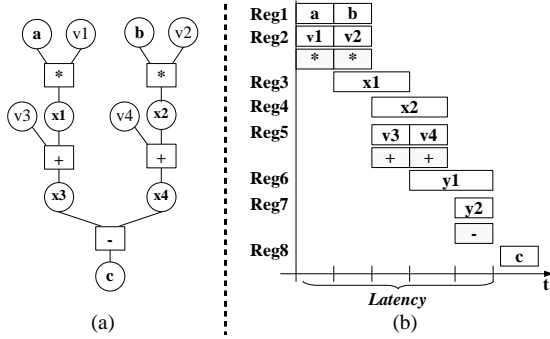 a v1 b v2
* *
v3 x1 v4 x2
+ +
x3 x4
-
c
(a)
Reg1 a b
Reg2 v1 v2
* *
Reg3 x1
Reg4 x2
Reg5 v3 v4
+ +
Reg6 y1
Reg7 y2
-
Reg8 c
t
Latency
(b)